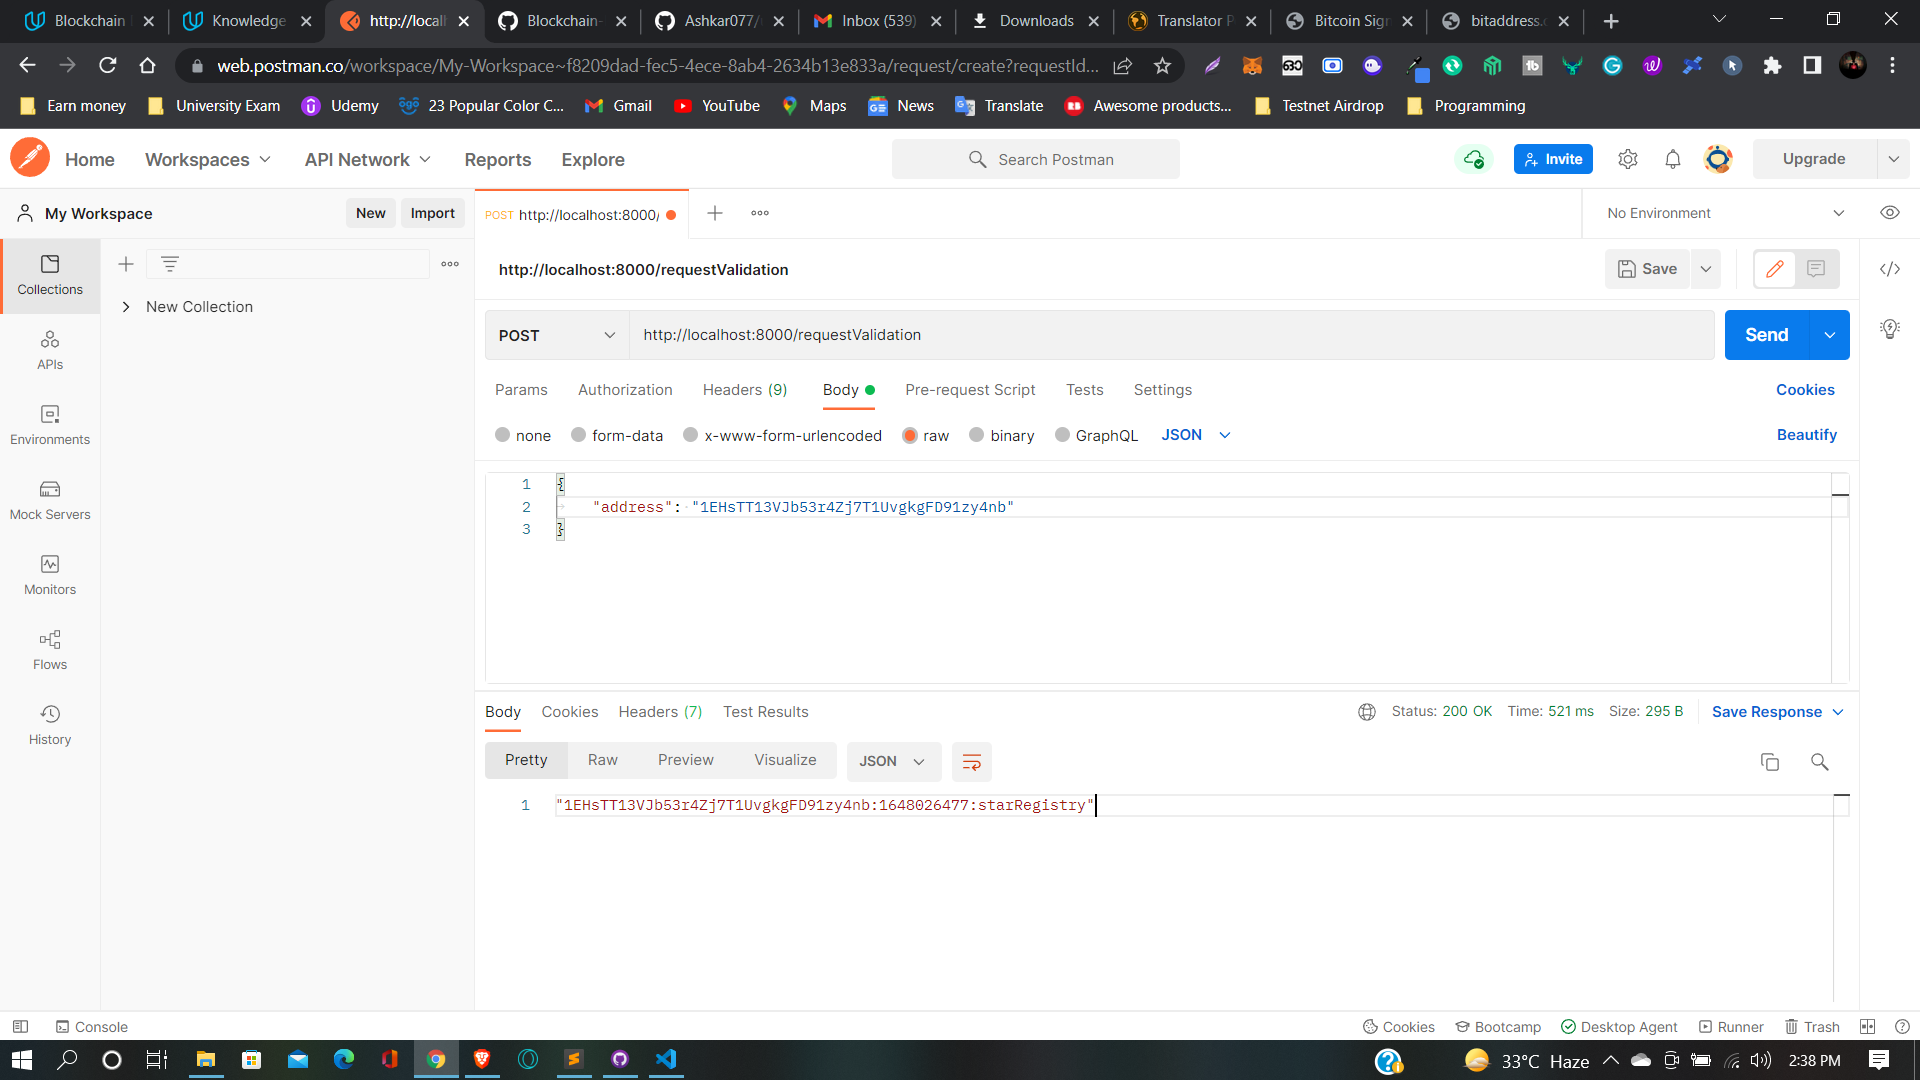 Blockchain
Knowledge
http://localh
Blockchain-
Ashkar077/
Inbox (539)
Downloads
Translator P
Bitcoin Sig
bitaddress.
web.postman.co/workspace/My-Workspace~f8209dad-fec5-4ece-8ab4-2634b13e833a/request/create?requestId...
Earn money
University Exam
Udemy
23 Popular Color C...
Gmail
YouTube
Maps
News
Translate
Awesome products...
Testnet Airdrop
Programming
Home
Workspaces
API Network
Reports
Explore
Search Postman
Invite
Upgrade
My Workspace
New
Import
POST http://localhost:8000/
No Environment
Collections
New Collection
http://localhost:8000/requestValidation
Save
APIs
POST
http://localhost:8000/requestValidation
Send
Params
Authorization
Headers (9)
Body
Pre-request Script
Tests
Settings
Cookies
Environments
none
form-data
x-www-form-urlencoded
raw
binary
GraphQL
JSON
Beautify
1 {
2 "address": "1EHsTT13VJb53r4Zj7T1UvgkgFD91zy4nb"
3 }
Mock Servers
Monitors
Flows
History
Body
Cookies
Headers (7)
Test Results
Status: 200 OK
Time: 521 ms
Size: 295 B
Save Response
Pretty
Raw
Preview
Visualize
JSON
1 "1EHsTT13VJb53r4Zj7T1UvgkgFD91zy4nb:1648026477:starRegistry"
Console
Cookies
Bootcamp
Desktop Agent
Runner
Trash
33°C Haze
2:38 PM